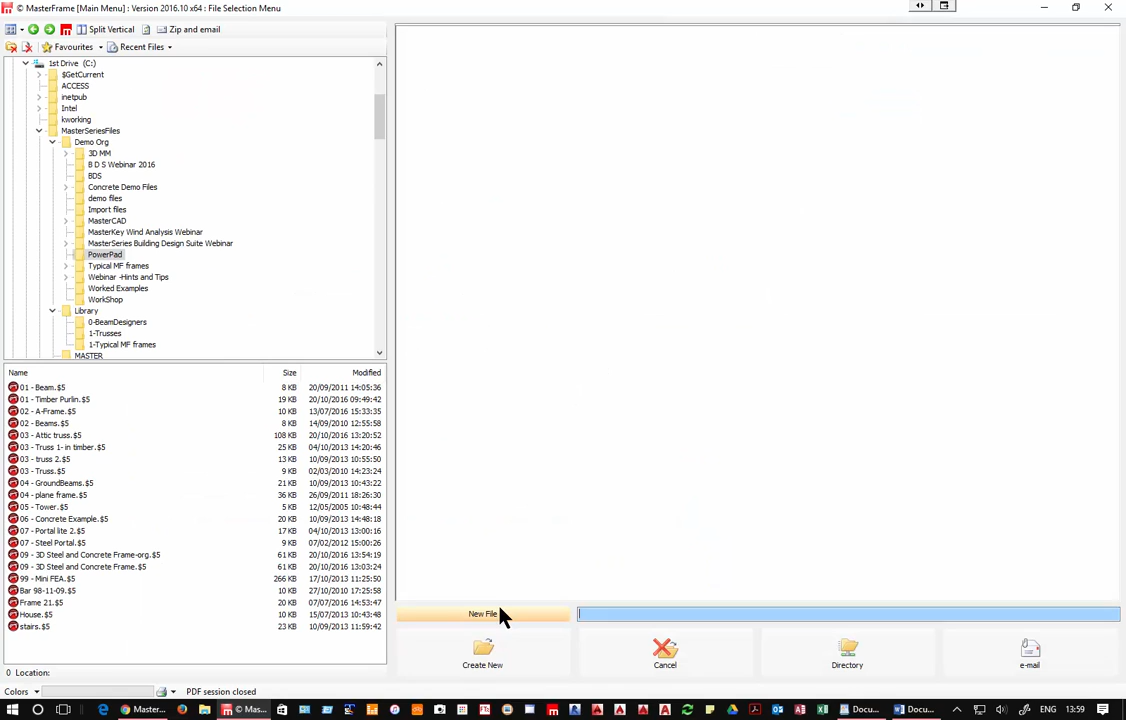 © MasterFrame [Main Menu] : Version 2016.10 x64 : File Selection Menu
Split Vertical Zip and email
Favourites Recent Files
1st Drive (C:)
$GetCurrent
ACCESS
inetpub
Intel
kworking
MasterSeriesFiles
Demo Org
3D MM
B D S Webinar 2016
BDS
Concrete Demo Files
demo files
Import files
MasterCAD
MasterKey Wind Analysis Webinar
MasterSeries Building Design Suite Webinar
PowerPad
Typical MF frames
Webinar -Hints and Tips
Worked Examples
WorkShop
Library
0-BeamDesigners
1-Trusses
1-Typical MF frames
MASTER
Name Size Modified
01 - Beam.$5 8 KB 20/09/2011 14:05:36
01 - Timber Purlin.$5 19 KB 20/10/2016 09:49:42
02 - A-Frame.$5 10 KB 13/07/2016 15:33:35
02 - Beams.$5 8 KB 14/09/2010 12:55:58
03 - Attic truss.$5 108 KB 20/10/2016 13:20:52
03 - Truss 1- in timber.$5 25 KB 04/10/2013 14:20:46
03 - truss 2.$5 13 KB 10/09/2013 10:55:50
03 - Truss.$5 9 KB 02/03/2010 14:23:24
04 - GroundBeams.$5 21 KB 10/09/2013 10:57:48
04 - plane frame.$5 36 KB 26/09/2011 18:26:30
05 - Tower.$5 5 KB 12/05/2005 10:48:44
06 - Concrete Example.$5 20 KB 10/09/2013 14:48:18
07 - Portal lite 2.$5 17 KB 04/10/2013 13:00:16
07 - Steel Portal.$5 9 KB 07/02/2012 15:00:26
09 - 3D Steel and Concrete Frame-org.$5 61 KB 20/10/2016 13:54:19
09 - 3D Steel and Concrete Frame.$5 61 KB 20/10/2016 13:03:24
99 - Mini FEA.$5 266 KB 17/10/2013 11:25:50
Bar 98-11-09.$5 10 KB 27/10/2010 17:25:58
Frame 21.$5 20 KB 07/07/2016 14:53:47
House.$5 10 KB 15/07/2013 10:43:48
stairs.$5 23 KB 10/09/2013 11:59:42
New File
Create New Cancel Directory e-mail
0 Location:
Colors PDF session closed
Master... © Mas... Docu... Docu... ENG 13:59